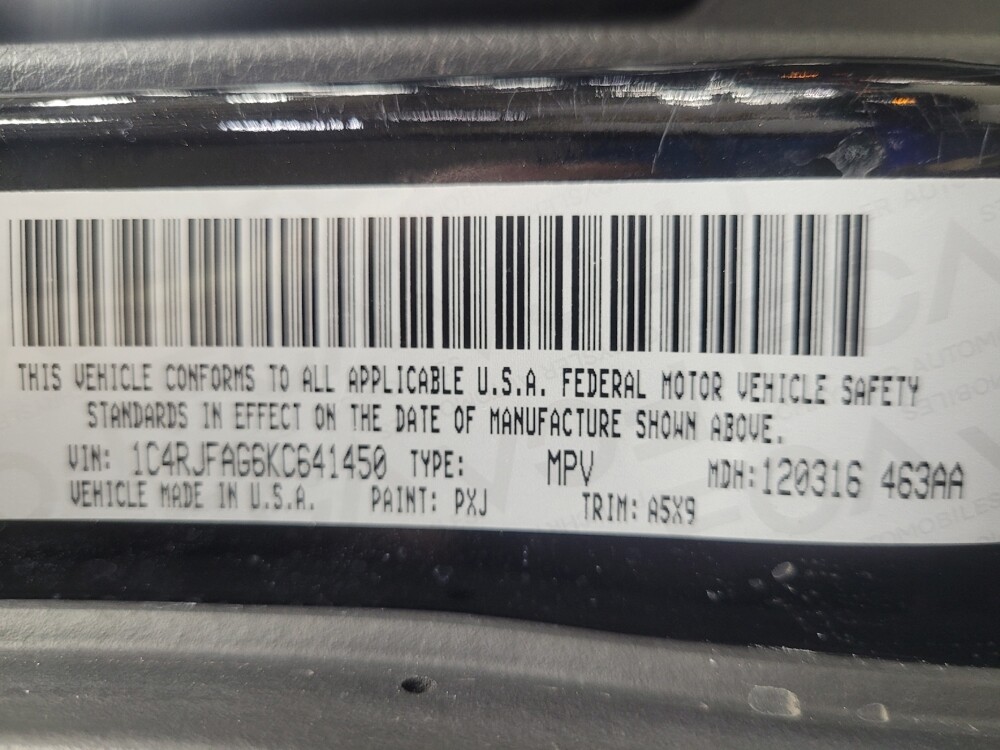 THIS VEHICLE CONFORMS TO ALL APPLICABLE U.S.A. FEDERAL MOTOR VEHICLE SAFETY
STANDARDS IN EFFECT ON THE DATE OF MANUFACTURE SHOWN ABOVE.
VIN: 1C4RJFAG6KC641450 TYPE: MPV MDH:120316 463AA
VEHICLE MADE IN U.S.A. PAINT: PXJ TRIM: A5X9